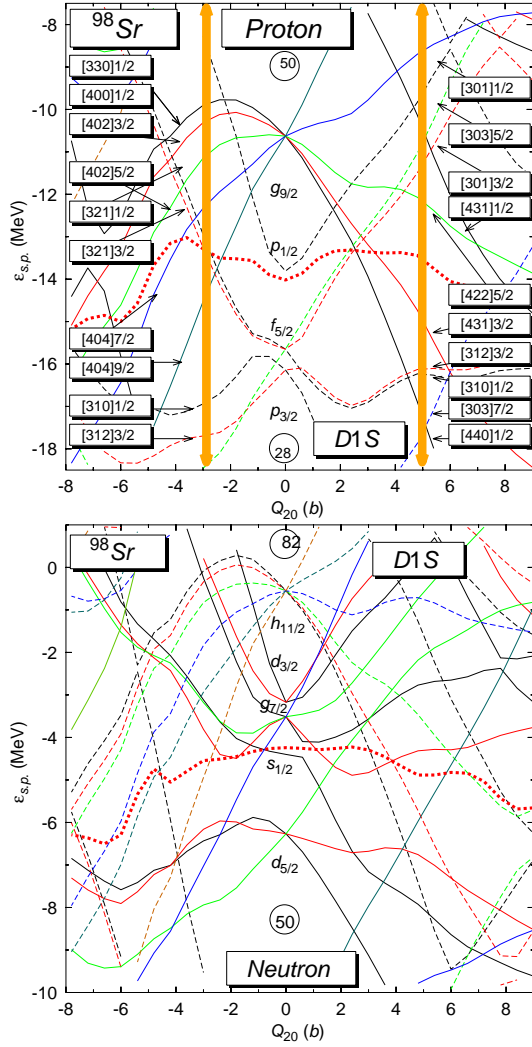 98Sr
Proton
50
-8
-10
-12
-14
-16
-18
εs.p. (MeV)
[330]1/2
[400]1/2
[402]3/2
[402]5/2
[321]1/2
[321]3/2
[404]7/2
[404]9/2
[310]1/2
[312]3/2
g9/2
p1/2
f5/2
p3/2
28
D1S
[301]1/2
[303]5/2
[301]3/2
[431]1/2
[422]5/2
[431]3/2
[312]3/2
[310]1/2
[303]7/2
[440]1/2
-8 -6 -4 -2 0 2 4 6 8
Q20 (b)
98Sr
82
D1S
0
-2
-4
-6
-8
-10
εs.p. (MeV)
h11/2
d3/2
g7/2
s1/2
d5/2
50
Neutron
-8 -6 -4 -2 0 2 4 6 8
Q20 (b)